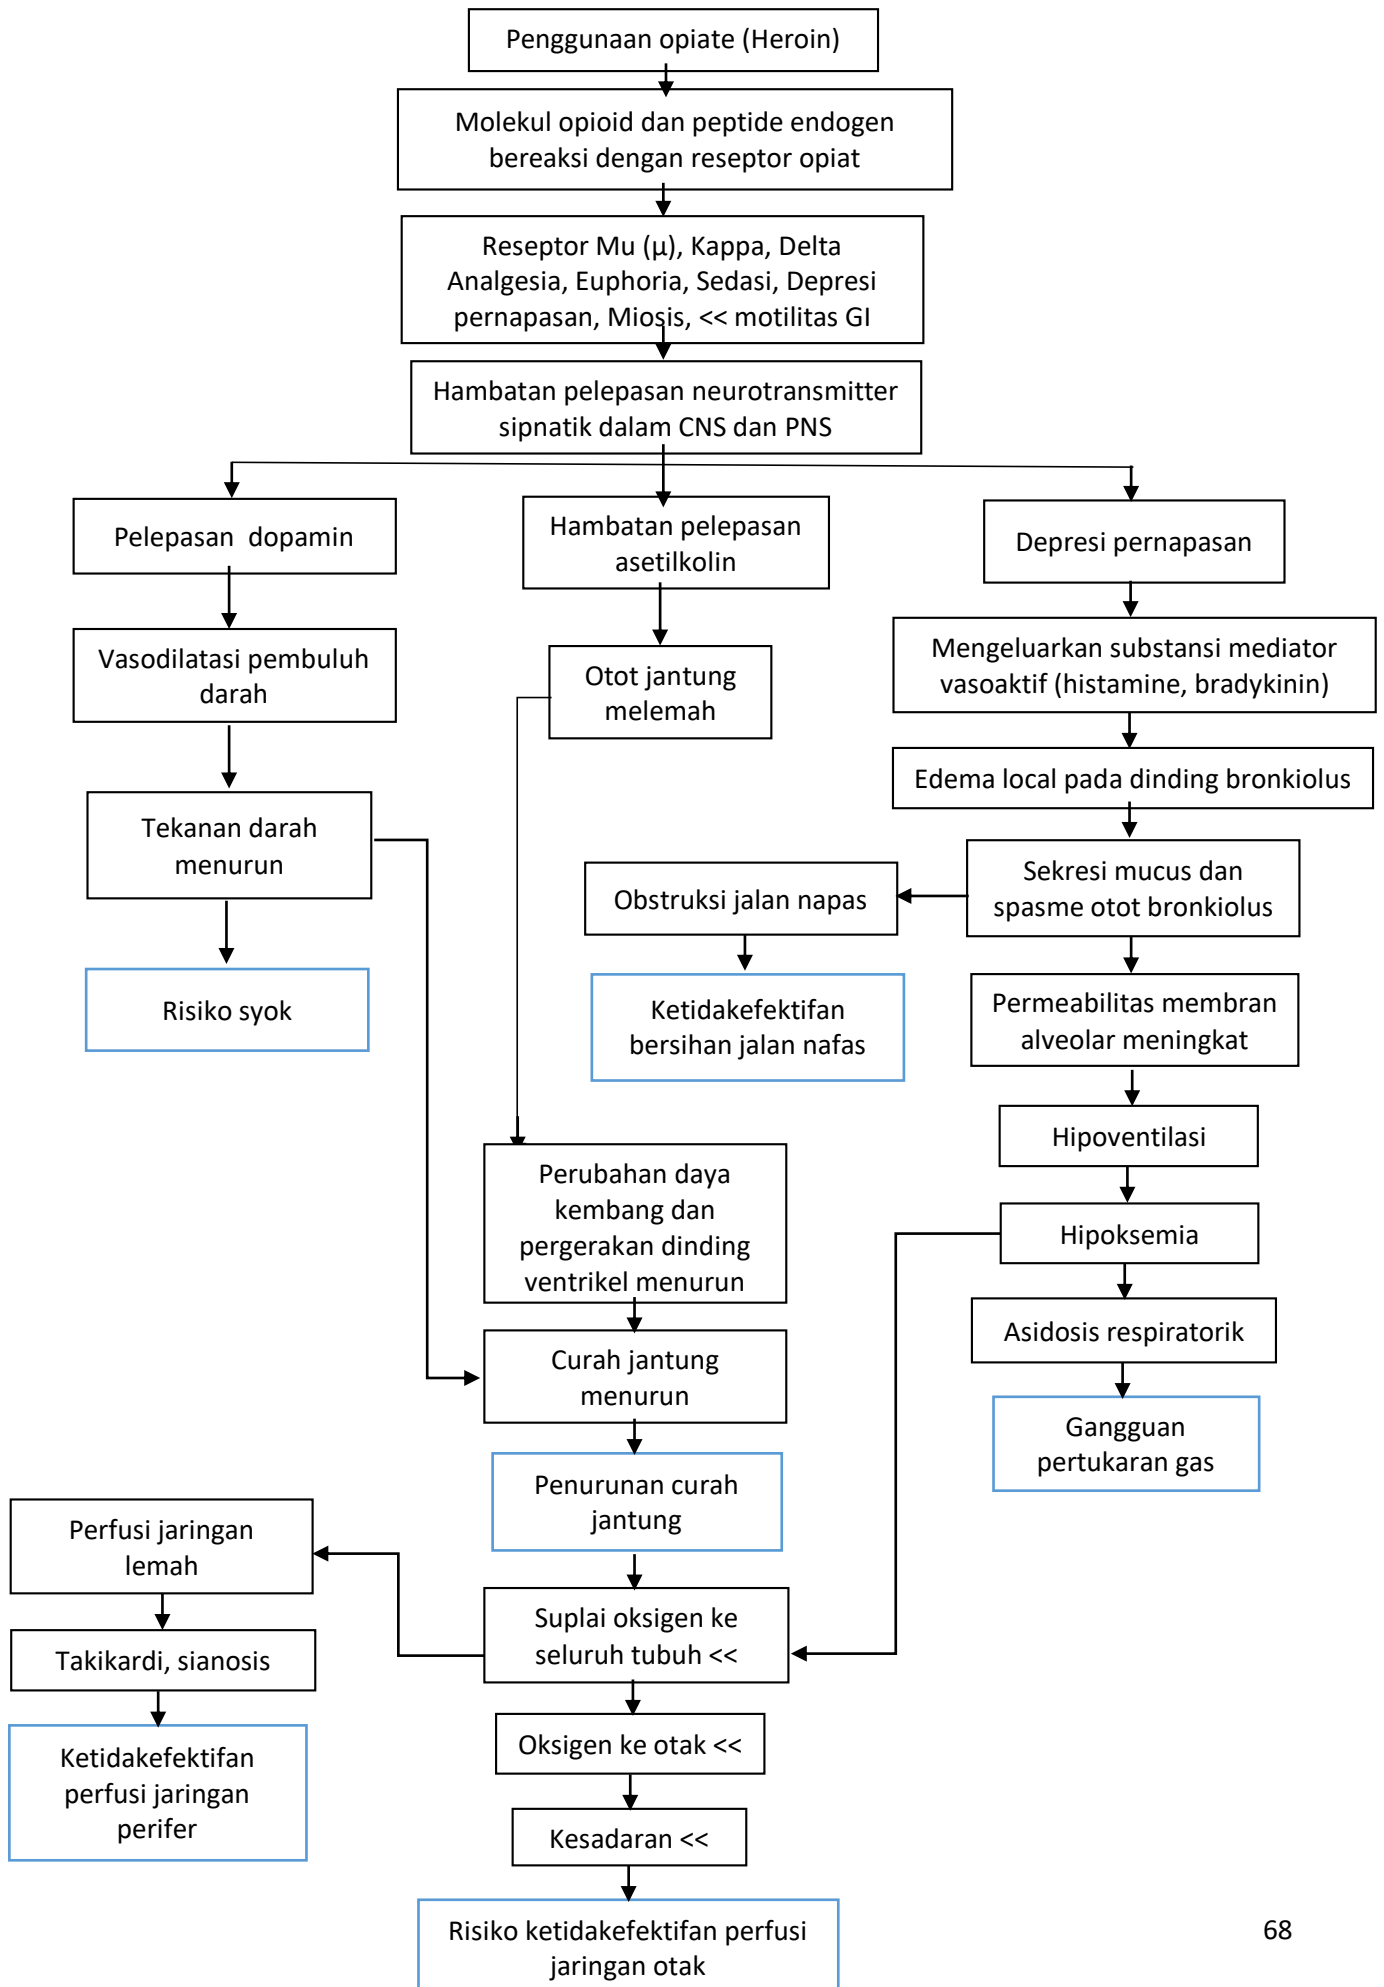 Penggunaan opiate (Heroin)
Molekul opioid dan peptide endogen
bereaksi dengan reseptor opiat
Reseptor Mu (µ), Kappa, Delta
Analgesia, Euphoria, Sedasi, Depresi
pernapasan, Miosis, << motilitas GI
Hambatan pelepasan neurotransmitter
sipnatik dalam CNS dan PNS
Pelepasan dopamin
Hambatan pelepasan
asetilkolin
Depresi pernapasan
Vasodilatasi pembuluh
darah
Otot jantung
melemah
Mengeluarkan substansi mediator
vasoaktif (histamine, bradykinin)
Edema local pada dinding bronkiolus
Tekanan darah
menurun
Obstruksi jalan napas
Sekresi mucus dan
spasme otot bronkiolus
Risiko syok
Ketidakefektifan
bersihan jalan nafas
Permeabilitas membran
alveolar meningkat
Hipoventilasi
Perubahan daya
kembang dan
pergerakan dinding
ventrikel menurun
Hipoksemia
Asidosis respiratorik
Curah jantung
menurun
Gangguan
pertukaran gas
Penurunan curah
jantung
Perfusi jaringan
lemah
Suplai oksigen ke
seluruh tubuh <<
Takikardi, sianosis
Oksigen ke otak <<
Ketidakefektifan
perfusi jaringan
perifer
Kesadaran <<
Risiko ketidakefektifan perfusi
jaringan otak
68